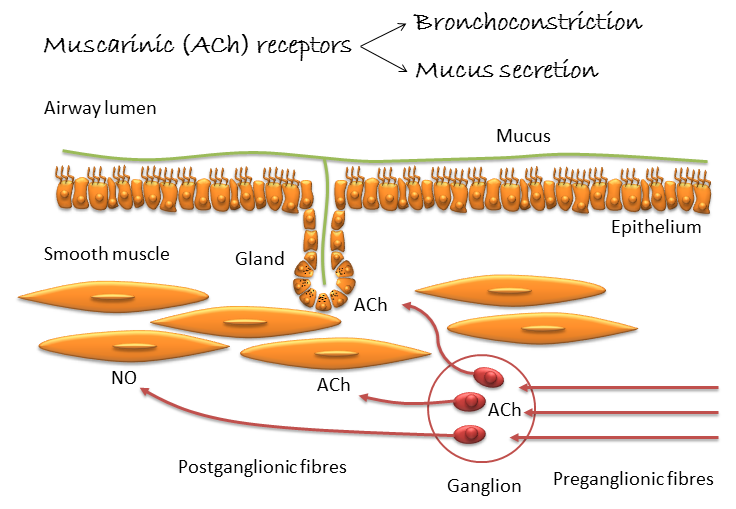 Bronchoconstriction
Muscarinic (ACh) receptors
Mucus secretion
Airway lumen
Mucus
Epithelium
Smooth muscle
Gland
ACh
NO
ACh
ACh
Postganglionic fibres
Ganglion
Preganglionic fibres